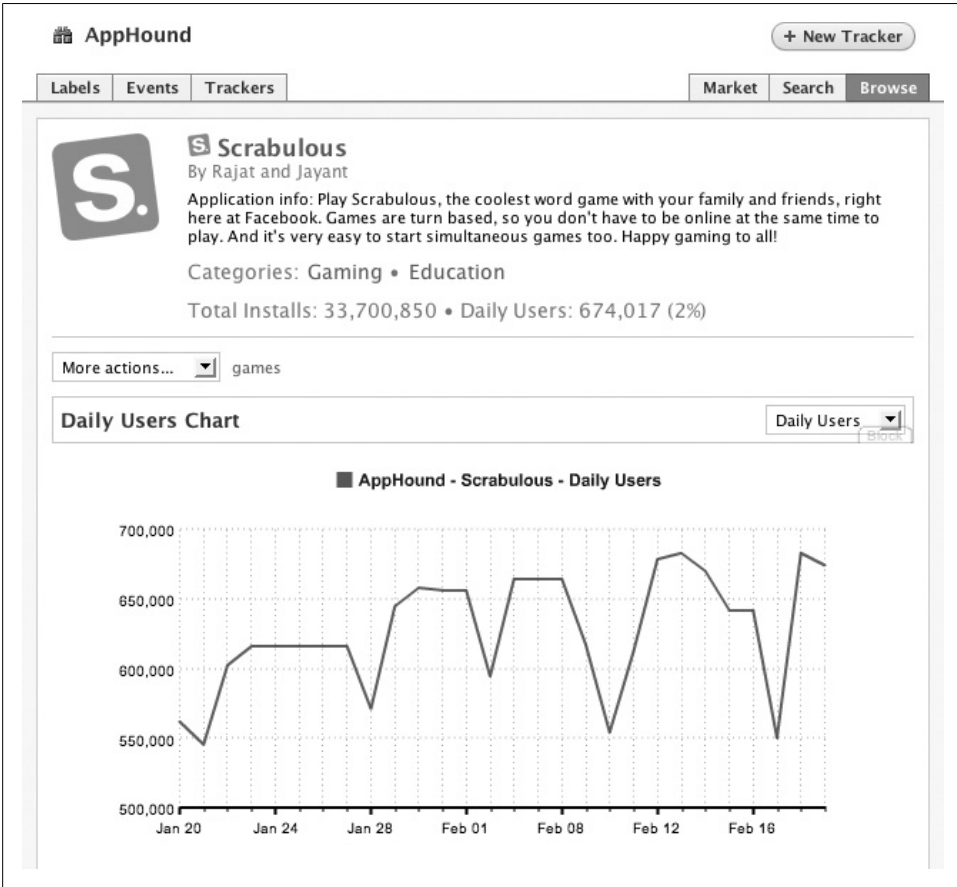 AppHound
+ New Tracker
Labels Events Trackers
Market Search Browse
S.
S. Scrabulous
By Rajat and Jayant
Application info: Play Scrabulous, the coolest word game with your family and friends, right
here at Facebook. Games are turn based, so you don't have to be online at the same time to
play. And it's very easy to start simultaneous games too. Happy gaming to all!
Categories: Gaming • Education
Total Installs: 33,700,850 • Daily Users: 674,017 (2%)
More actions... games
Daily Users Chart
Daily Users
Block
AppHound - Scrabulous - Daily Users
700,000
650,000
600,000
550,000
500,000
Jan 20 Jan 24 Jan 28 Feb 01 Feb 08 Feb 12 Feb 16